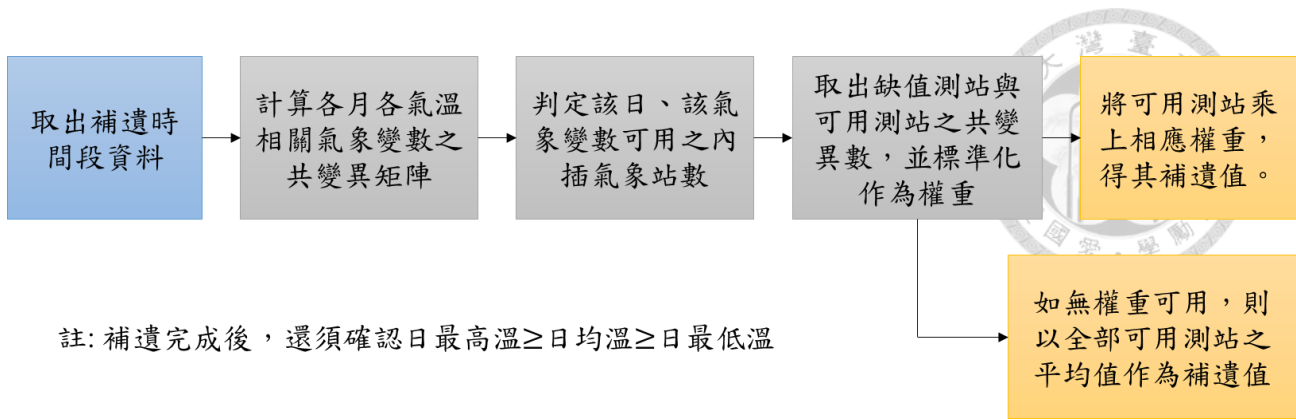 取出補遺時
間段資料
計算各月各氣溫
相關氣象變數之
共變異矩陣
判定該日、該氣
象變數可用之內
插氣象站數
取出缺值測站與
可用測站之共變
異數，並標準化
作為權重
將可用測站乘
上相應權重，
得其補遺值。
如無權重可用，則
以全部可用測站之
平均值作為補遺值
註: 補遺完成後，還須確認日最高溫≥日均溫≥日最低溫